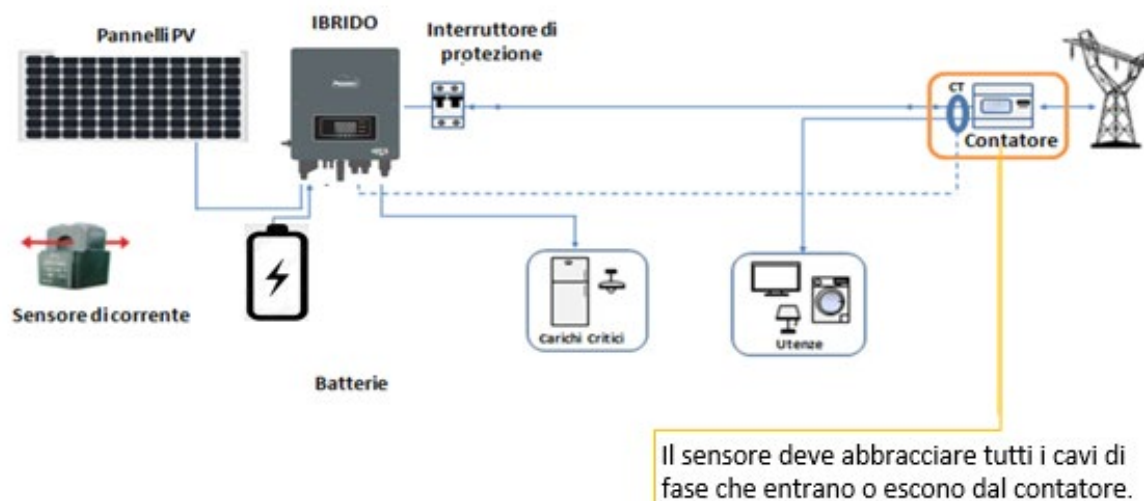 Pannelli PV
IBRIDO
Interruttore di
protezione
CT
Contatore
Sensore di corrente
Carichi Critici
Utenze
Batterie
Il sensore deve abbracciare tutti i cavi di
fase che entrano o escono dal contatore.